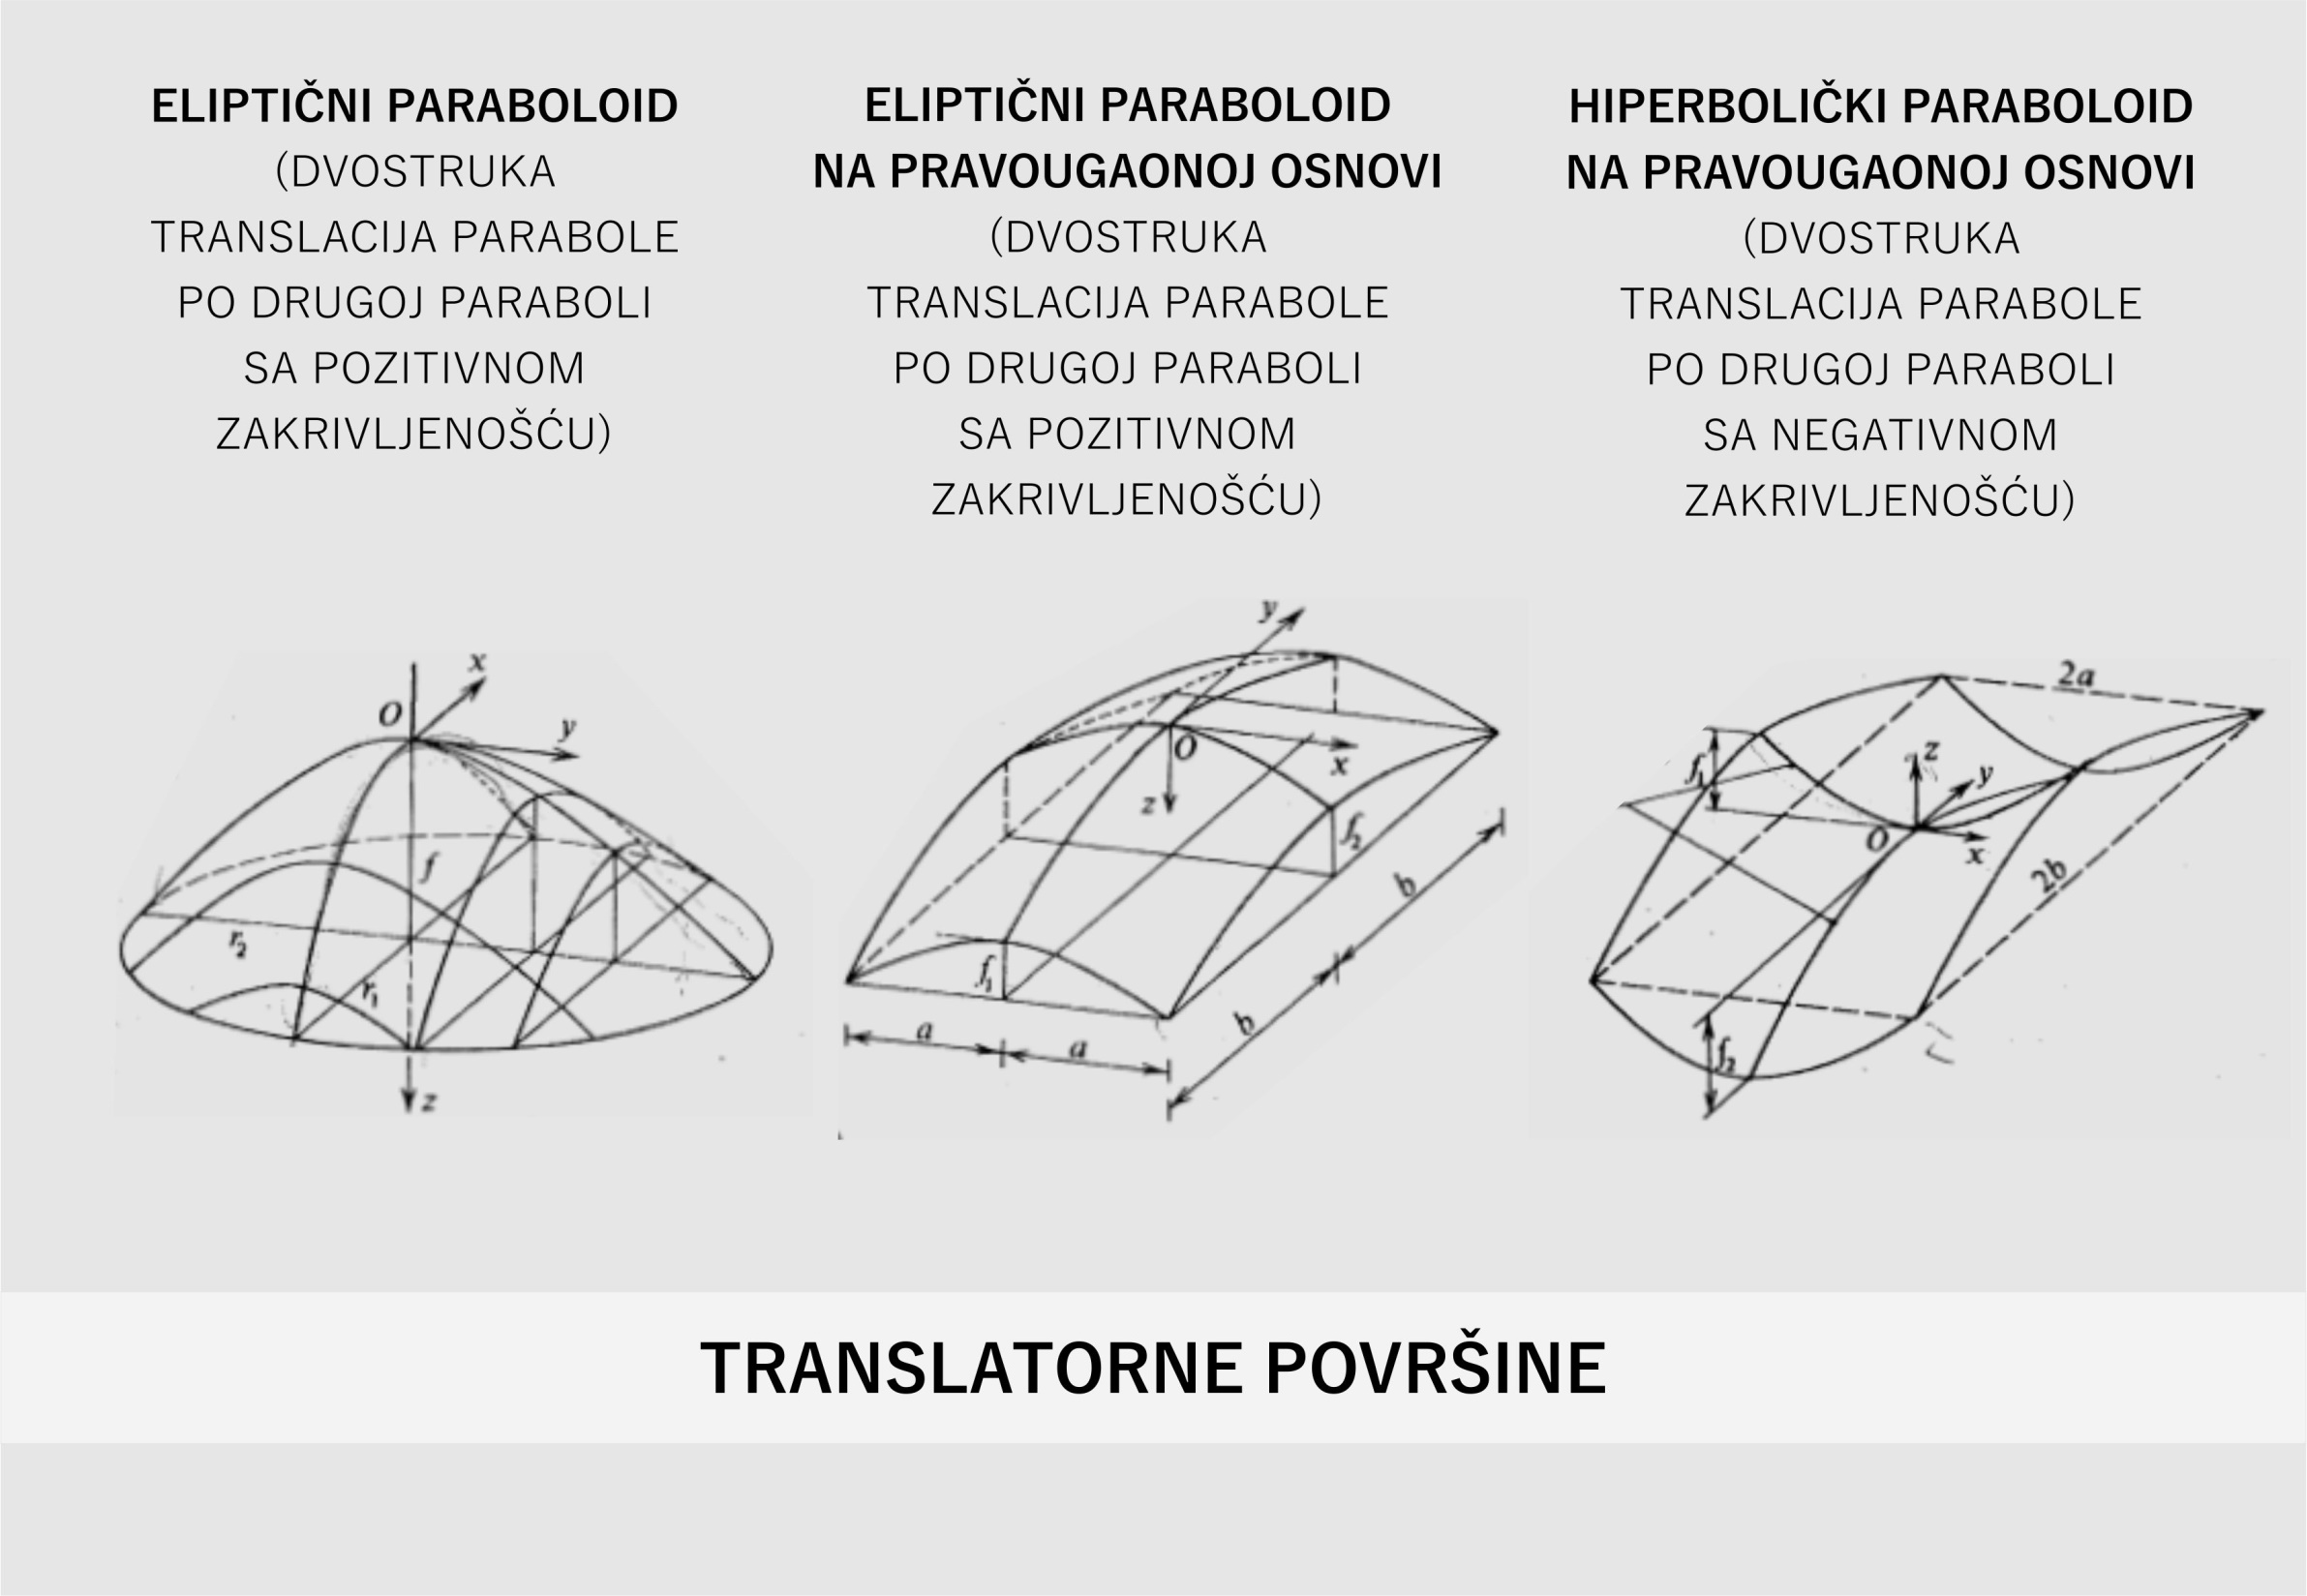 ELIPTIČNI PARABOLOID
(DVOSTRUKA
TRANSLACIJA PARABOLE
PO DRUGOJ PARABOLI
SA POZITIVNOM
ZAKRIVLJENOŠĆU)
ELIPTIČNI PARABOLOID
NA PRAVOUGAONOJ OSNOVI
(DVOSTRUKA
TRANSLACIJA PARABOLE
PO DRUGOJ PARABOLI
SA POZITIVNOM
ZAKRIVLJENOŠĆU)
HIPERBOLIČKI PARABOLOID
NA PRAVOUGAONOJ OSNOVI
(DVOSTRUKA
TRANSLACIJA PARABOLE
PO DRUGOJ PARABOLI
SA NEGATIVNOM
ZAKRIVLJENOŠĆU)
x
O
y
f
r₂
r₁
z
y
O
x
z
f₂
f₁
b
b
a
a
2a
f₁
z
y
O
x
2b
f₂
TRANSLATORNE POVRŠINE